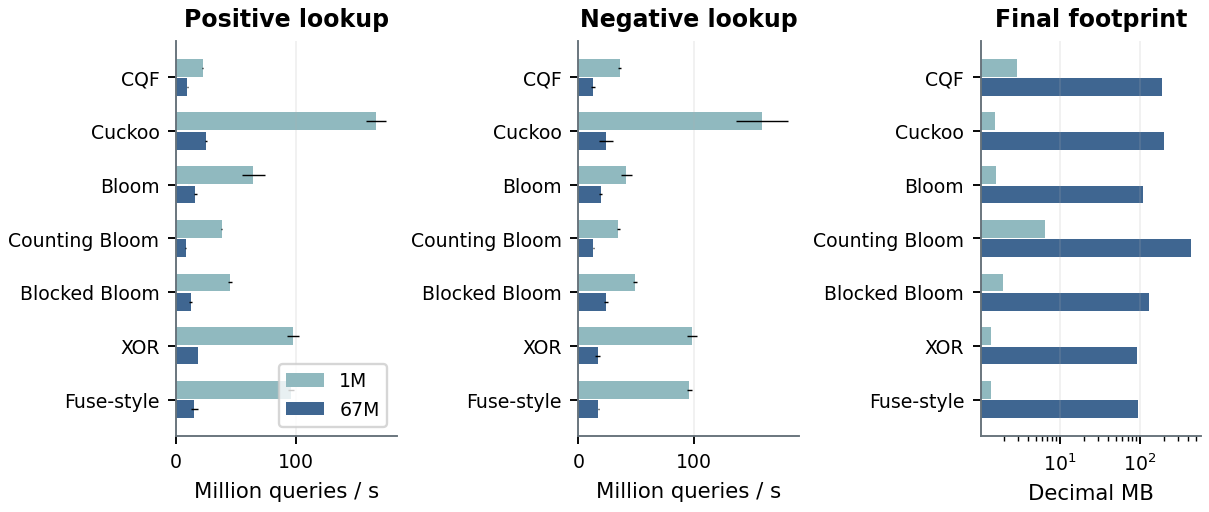 Positive lookup
CQF
Cuckoo
Bloom
Counting Bloom
Blocked Bloom
XOR
Fuse-style
1M
67M
0 100
Million queries / s
Negative lookup
CQF
Cuckoo
Bloom
Counting Bloom
Blocked Bloom
XOR
Fuse-style
0 100
Million queries / s
Final footprint
CQF
Cuckoo
Bloom
Counting Bloom
Blocked Bloom
XOR
Fuse-style
10¹ 10²
Decimal MB